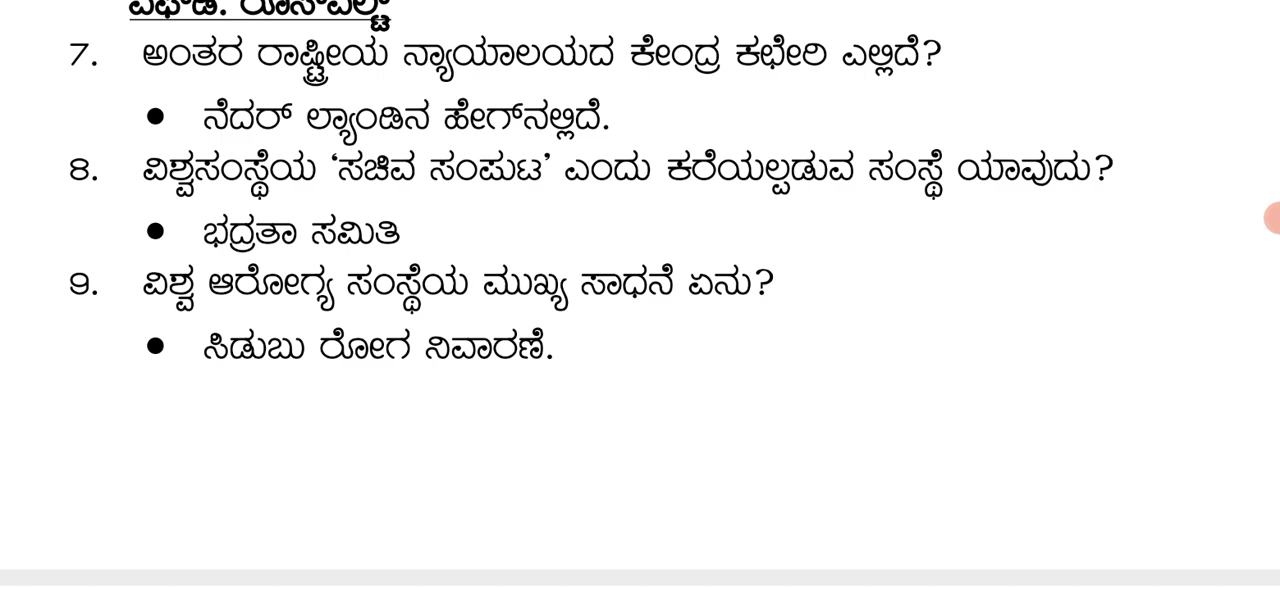 ಎಫ್.ಡಿ. ರೂಸ್‌ವೆಲ್ಟ್
7. ಅಂತರ ರಾಷ್ಟ್ರೀಯ ನ್ಯಾಯಾಲಯದ ಕೇಂದ್ರ ಕಛೇರಿ ಎಲ್ಲಿದೆ?
● ನೆದರ್ ಲ್ಯಾಂಡಿನ ಹೇಗ್‌ನಲ್ಲಿದೆ.
8. ವಿಶ್ವಸಂಸ್ಥೆಯ ‘ಸಚಿವ ಸಂಪುಟ’ ಎಂದು ಕರೆಯಲ್ಪಡುವ ಸಂಸ್ಥೆ ಯಾವುದು?
● ಭದ್ರತಾ ಸಮಿತಿ
9. ವಿಶ್ವ ಆರೋಗ್ಯ ಸಂಸ್ಥೆಯ ಮುಖ್ಯ ಸಾಧನೆ ಏನು?
● ಸಿಡುಬು ರೋಗ ನಿವಾರಣೆ.